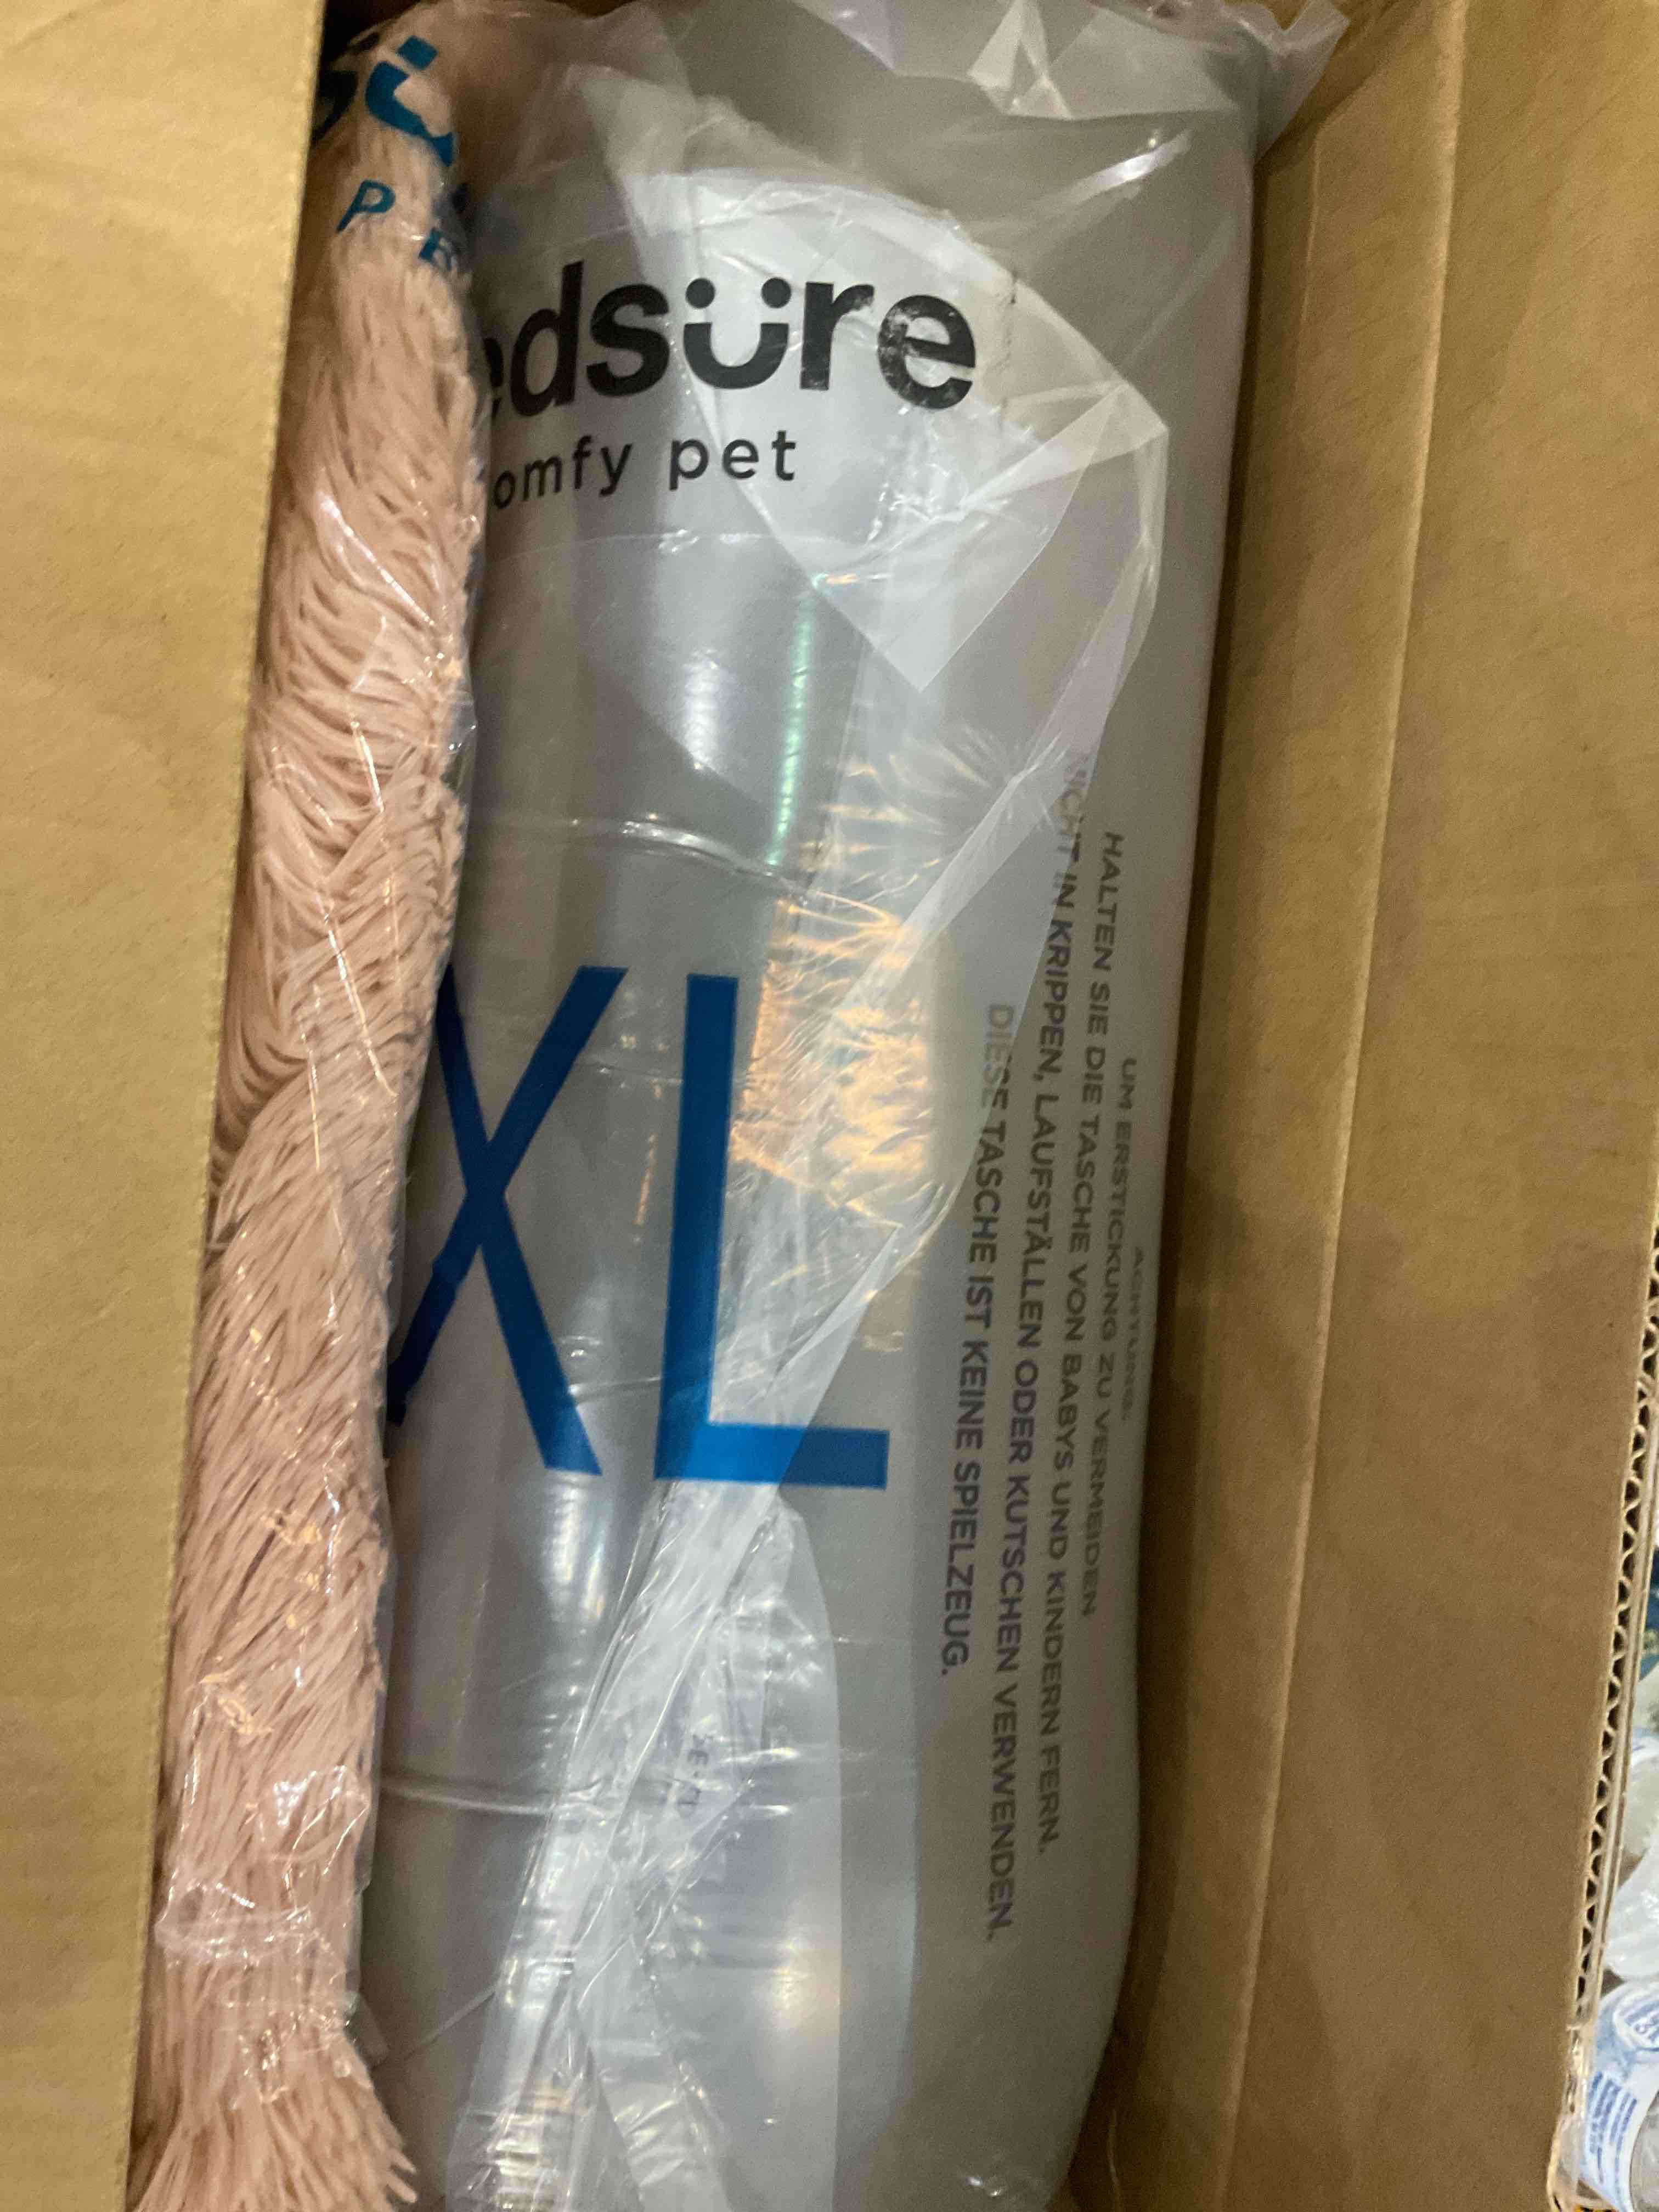 edsüre
omfy pet
XL
ACHTUNG:
UM ERSTICKUNG ZU VERMEIDEN
HALTEN SIE DIE TASCHE VON BABYS UND KINDERN FERN.
NICHT IN KRIPPEN, LAUFSTÄLLEN ODER KUTSCHEN VERWENDEN.
DIESE TASCHE IST KEINE SPIELZEUG.